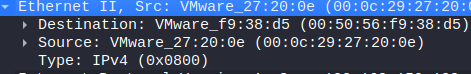 Ethernet II, Src: VMware_27:20:0e (00:0c:29:27:20:0
Destination: VMware_f9:38:d5 (00:50:56:f9:38:d5)
Source: VMware_27:20:0e (00:0c:29:27:20:0e)
Type: IPv4 (0x0800)